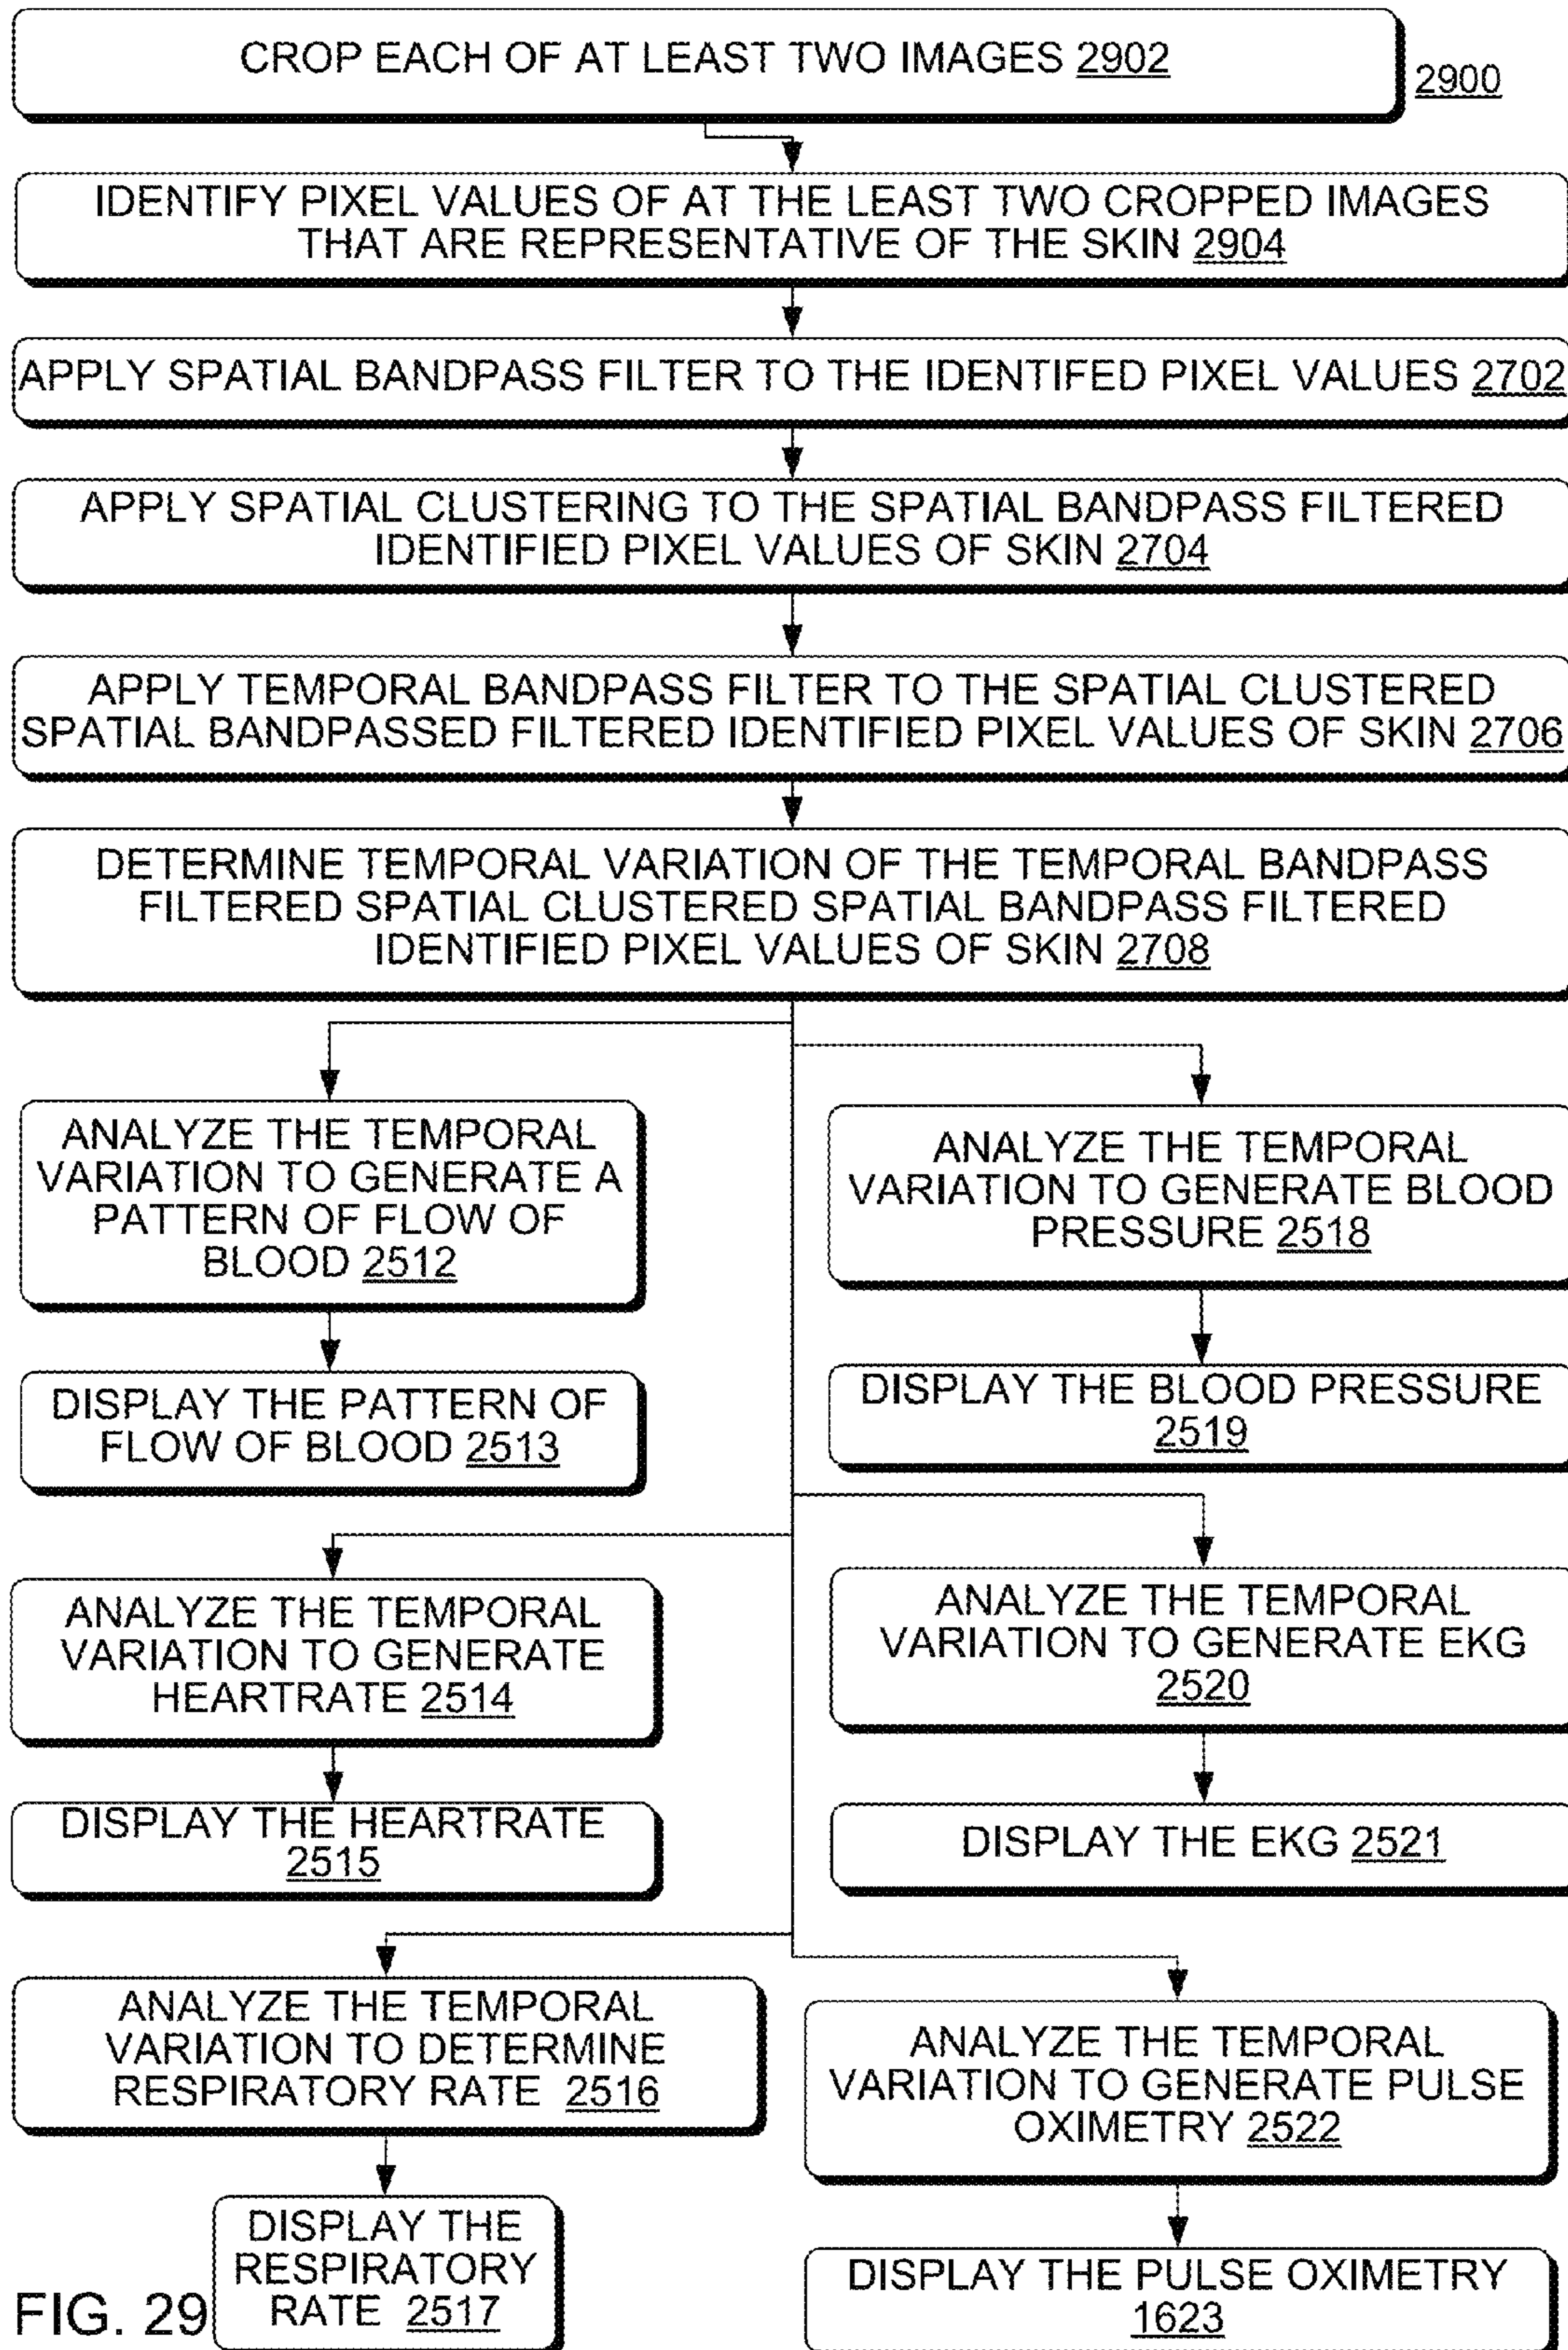 CROP EACH OF AT LEAST TWO IMAGES 2902
2900
IDENTIFY PIXEL VALUES OF AT THE LEAST TWO CROPPED IMAGES
THAT ARE REPRESENTATIVE OF THE SKIN 2904
APPLY SPATIAL BANDPASS FILTER TO THE IDENTIFED PIXEL VALUES 2702
APPLY SPATIAL CLUSTERING TO THE SPATIAL BANDPASS FILTERED
IDENTIFIED PIXEL VALUES OF SKIN 2704
APPLY TEMPORAL BANDPASS FILTER TO THE SPATIAL CLUSTERED
SPATIAL BANDPASSED FILTERED IDENTIFIED PIXEL VALUES OF SKIN 2706
DETERMINE TEMPORAL VARIATION OF THE TEMPORAL BANDPASS
FILTERED SPATIAL CLUSTERED SPATIAL BANDPASS FILTERED
IDENTIFIED PIXEL VALUES OF SKIN 2708
ANALYZE THE TEMPORAL
VARIATION TO GENERATE A
PATTERN OF FLOW OF
BLOOD 2512
ANALYZE THE TEMPORAL
VARIATION TO GENERATE BLOOD
PRESSURE 2518
DISPLAY THE PATTERN OF
FLOW OF BLOOD 2513
DISPLAY THE BLOOD PRESSURE
2519
ANALYZE THE TEMPORAL
VARIATION TO GENERATE
HEARTRATE 2514
ANALYZE THE TEMPORAL
VARIATION TO GENERATE EKG
2520
DISPLAY THE HEARTRATE
2515
DISPLAY THE EKG 2521
ANALYZE THE TEMPORAL
VARIATION TO DETERMINE
RESPIRATORY RATE 2516
ANALYZE THE TEMPORAL
VARIATION TO GENERATE PULSE
OXIMETRY 2522
DISPLAY THE
RESPIRATORY
RATE 2517
DISPLAY THE PULSE OXIMETRY
1623
FIG. 29